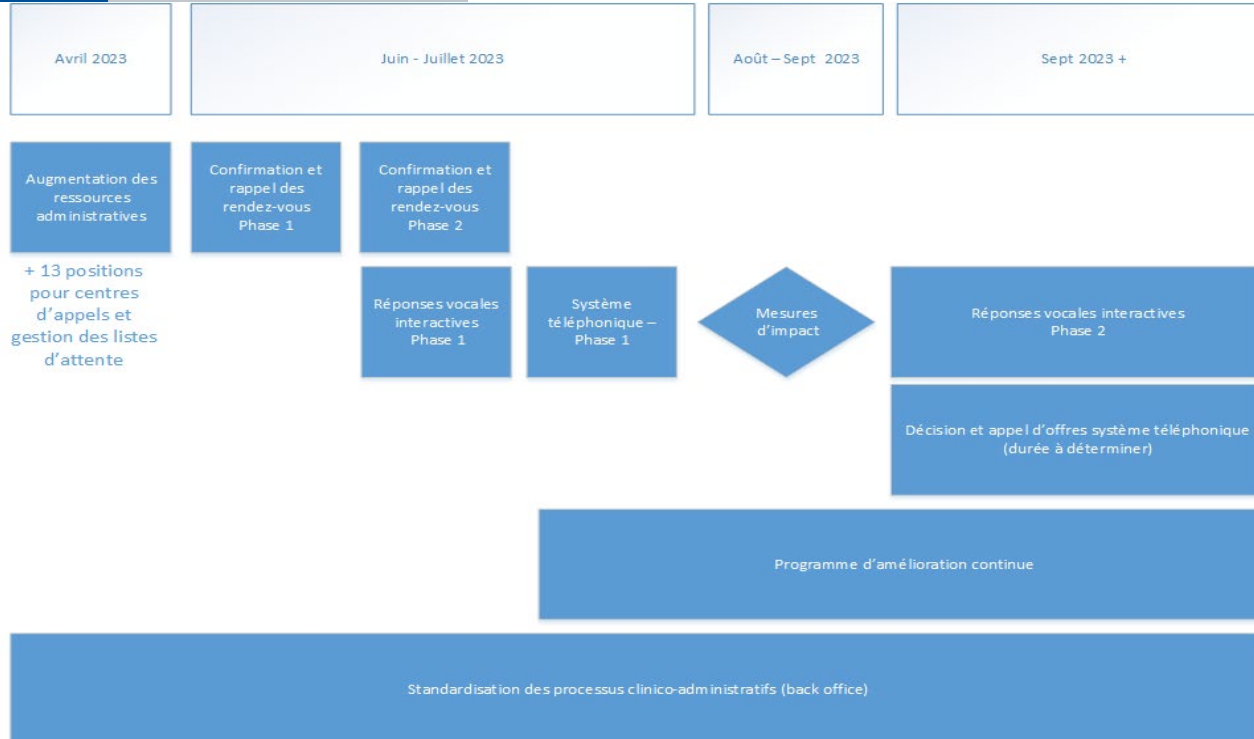 Avril 2023
Juin - Juillet 2023
Août – Sept 2023
Sept 2023 +
Augmentation des
ressources
administratives
Confirmation et
rappel des
rendez-vous
Phase 1
Confirmation et
rappel des
rendez-vous
Phase 2
+ 13 positions
pour centres
d'appels et
gestion des listes
d'attente
Réponses vocales
interactives
Phase 1
Système
téléphonique –
Phase 1
Mesures
d'impact
Réponses vocales interactives
Phase 2
Décision et appel d'offres système téléphonique
(durée à déterminer)
Programme d'amélioration continue
Standardisation des processus clinico-administratifs (back office)